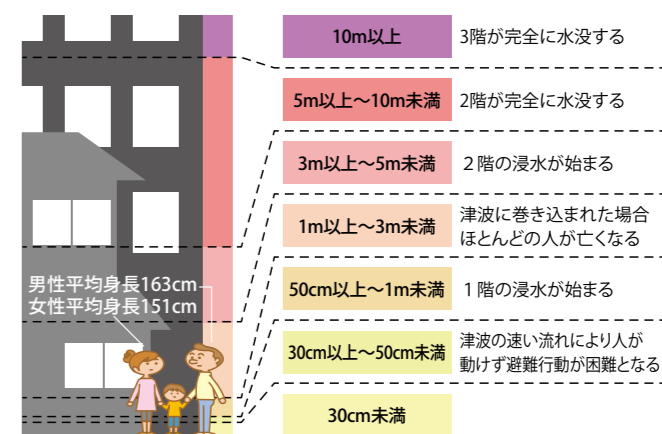 10m以上
3階が完全に水没する
5m以上～10m未満
2階が完全に水没する
3m以上～5m未満
２階の浸水が始まる
1m以上～3m未満
津波に巻き込まれた場合
ほとんどの人が亡くなる
男性平均身長163cm
女性平均身長151cm
50cm以上～1m未満
１階の浸水が始まる
30cm以上～50cm未満
津波の速い流れにより人が
動けず避難行動が困難となる
30cm未満